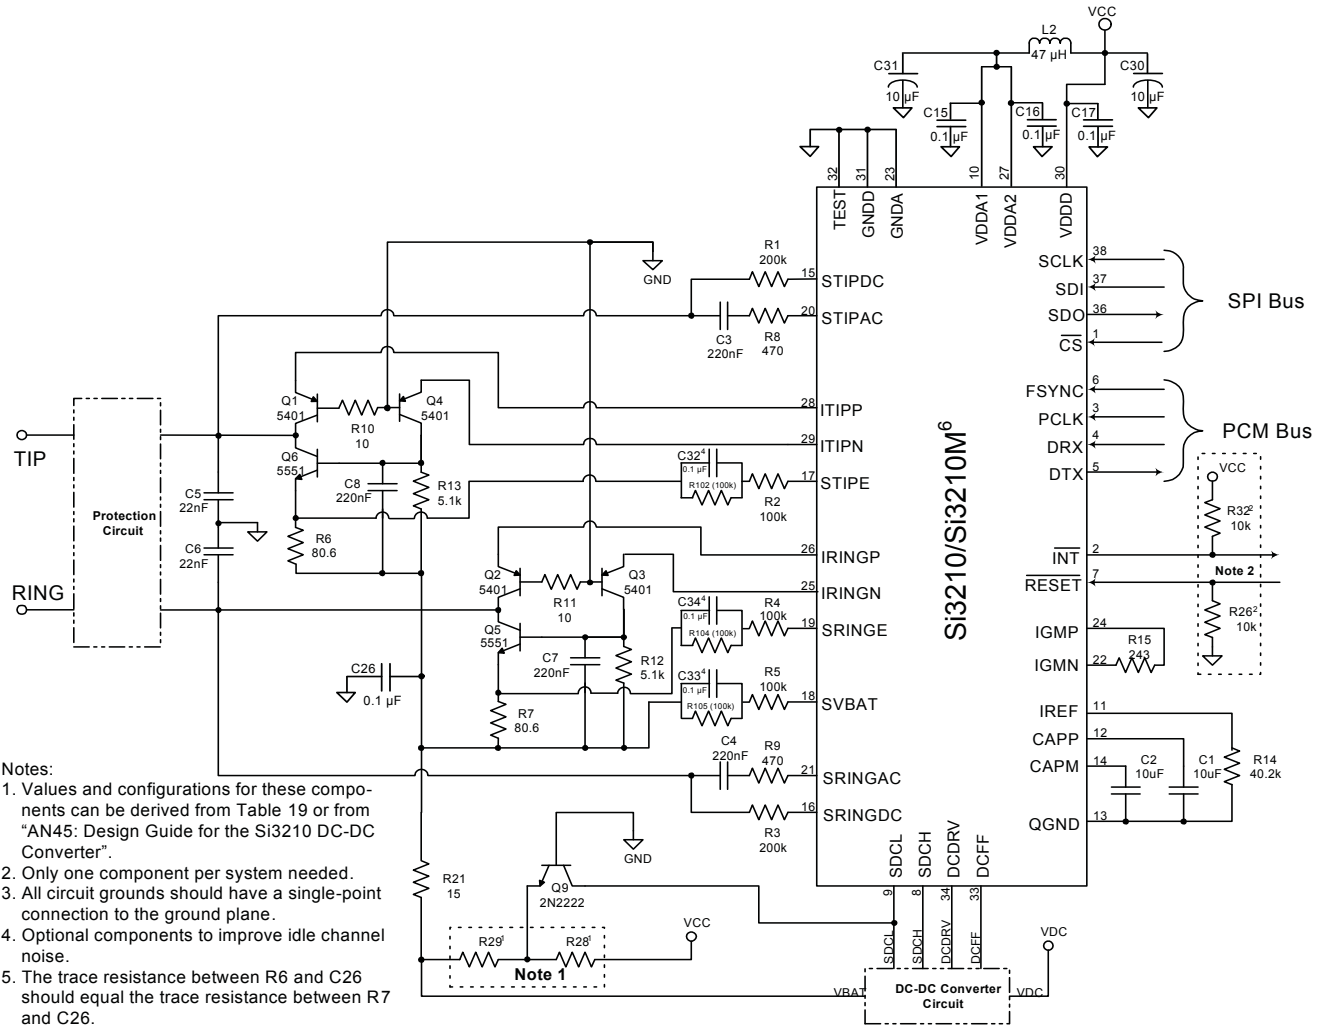 VCC
L2
47 µH
C31
10 µF
C30
10 µF
C15
0.1 µF
C16
0.1 µF
C17
0.1 µF
32
31
23
10
27
30
TEST
GNDD
GNDA
VDDA1
VDDA2
VDDD
GND
R1
200k
15
STIPDC
C3
220nF
R8
470
20
STIPAC
SCLK
38
SDI
37
SDO
36
CS
1
SPI Bus
FSYNC
6
PCLK
3
DRX
4
DTX
5
PCM Bus
Q1
5401
R10
10
Q4
5401
28
ITIPP
29
ITIPN
TIP
Q6
5551
C8
220nF
R13
5.1k
C32⁴
0.1 µF
R102 (100k)
R2
100k
17
STIPE
Si3210/Si3210M⁶
VCC
R32²
10k
C5
22nF
Protection
Circuit
R6
80.6
C6
22nF
26
IRINGP
INT
2
Note 2
RESET
7
RING
Q2
5401
R11
10
Q3
5401
25
IRINGN
R26²
10k
Q5
5551
C7
220nF
R12
5.1k
C34⁴
0.1 µF
R104 (100k)
R4
100k
19
SRINGE
IGMP
24
R15
243
IGMN
22
C26
0.1 µF
R7
80.6
C33⁴
0.1 µF
R105 (100k)
R5
100k
18
SVBAT
IREF
11
CAPP
12
CAPM
14
C2
10uF
C1
10uF
R14
40.2k
QGND
13
C4
220nF
R9
470
21
SRINGAC
R3
200k
16
SRINGDC
SDCL
SDCH
DCDRV
DCFF
9
8
34
33
SDCL
SDCH
DCDRV
DCFF
GND
Q9
2N2222
R21
15
R29¹
R28¹
Note 1
VCC
VDC
VBAT
DC-DC Converter
Circuit
VDC
Notes:
1. Values and configurations for these compo-
nents can be derived from Table 19 or from
“AN45: Design Guide for the Si3210 DC-DC
Converter”.
2. Only one component per system needed.
3. All circuit grounds should have a single-point
connection to the ground plane.
4. Optional components to improve idle channel
noise.
5. The trace resistance between R6 and C26
should equal the trace resistance between R7
and C26.